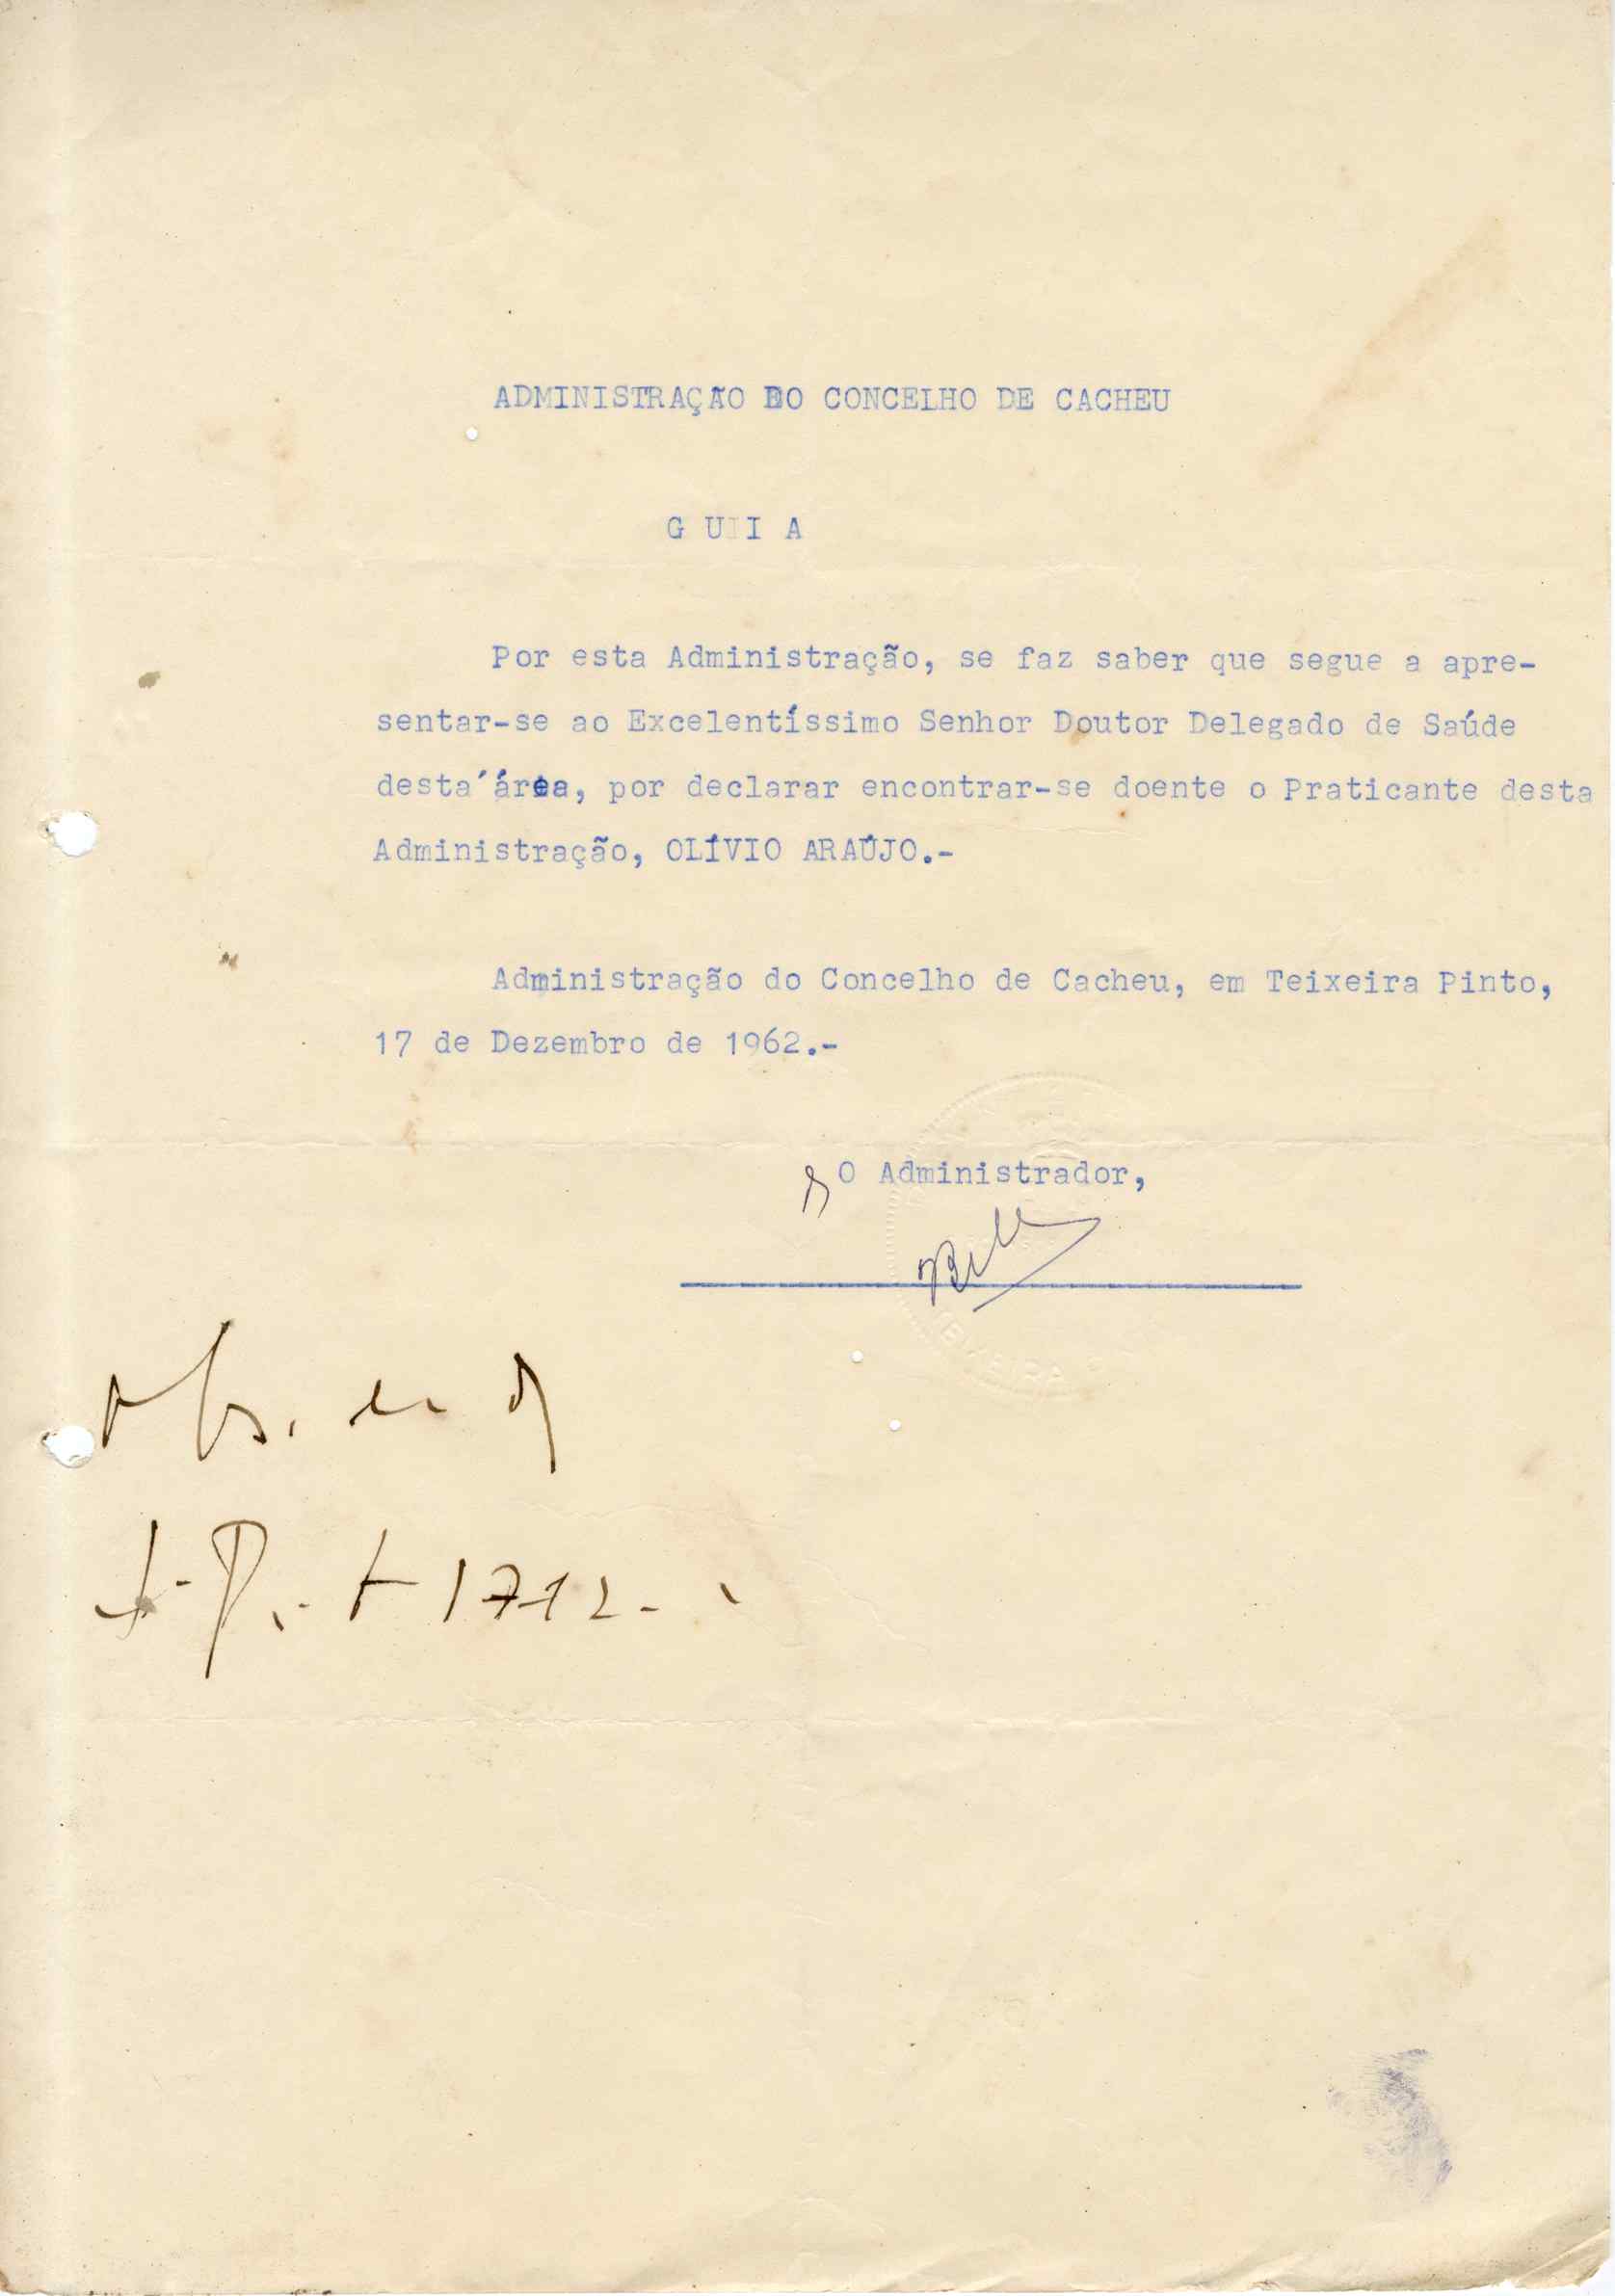 ADMINISTRAÇÃO DO CONCELHO DE CACHEU
G U I A
Por esta Administração, se faz saber que segue a apre-
sentar-se ao Excelentíssimo Senhor Doutor Delegado de Saúde
desta área, por declarar encontrar-se doente o Praticante desta
Administração, OLÍVIO ARAÚJO.-
Administração do Concelho de Cacheu, em Teixeira Pinto,
17 de Dezembro de 1962.-
O Administrador,